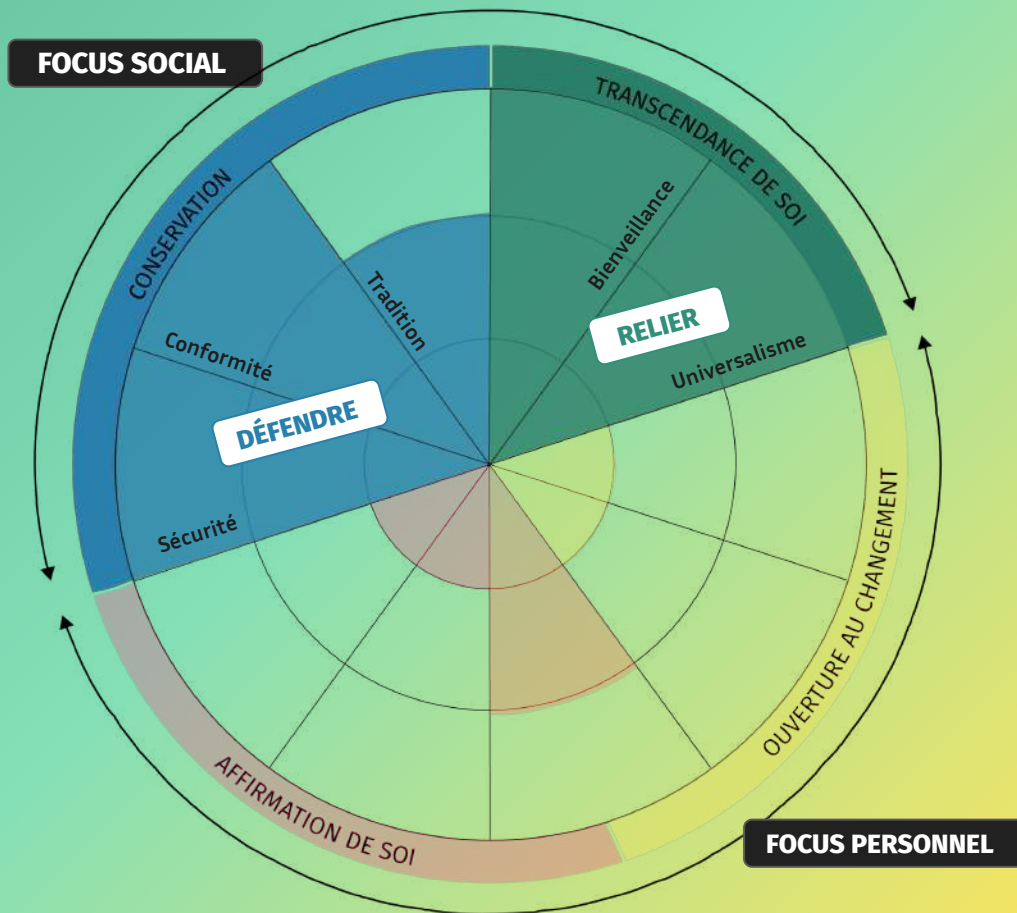 FOCUS SOCIAL
TRANSCENDANCE DE SOI
CONSERVATION
Bienveillance
Tradition
RELIER
Conformité
Universalisme
DÉFENDRE
Sécurité
OUVERTURE AU CHANGEMENT
AFFIRMATION DE SOI
FOCUS PERSONNEL